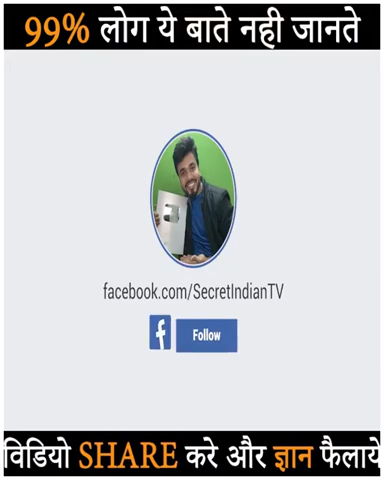 99% लोग ये बाते नही जानते
facebook.com/SecretIndianTV
f Follow
विडियो SHARE करे और ज्ञान फैलाये